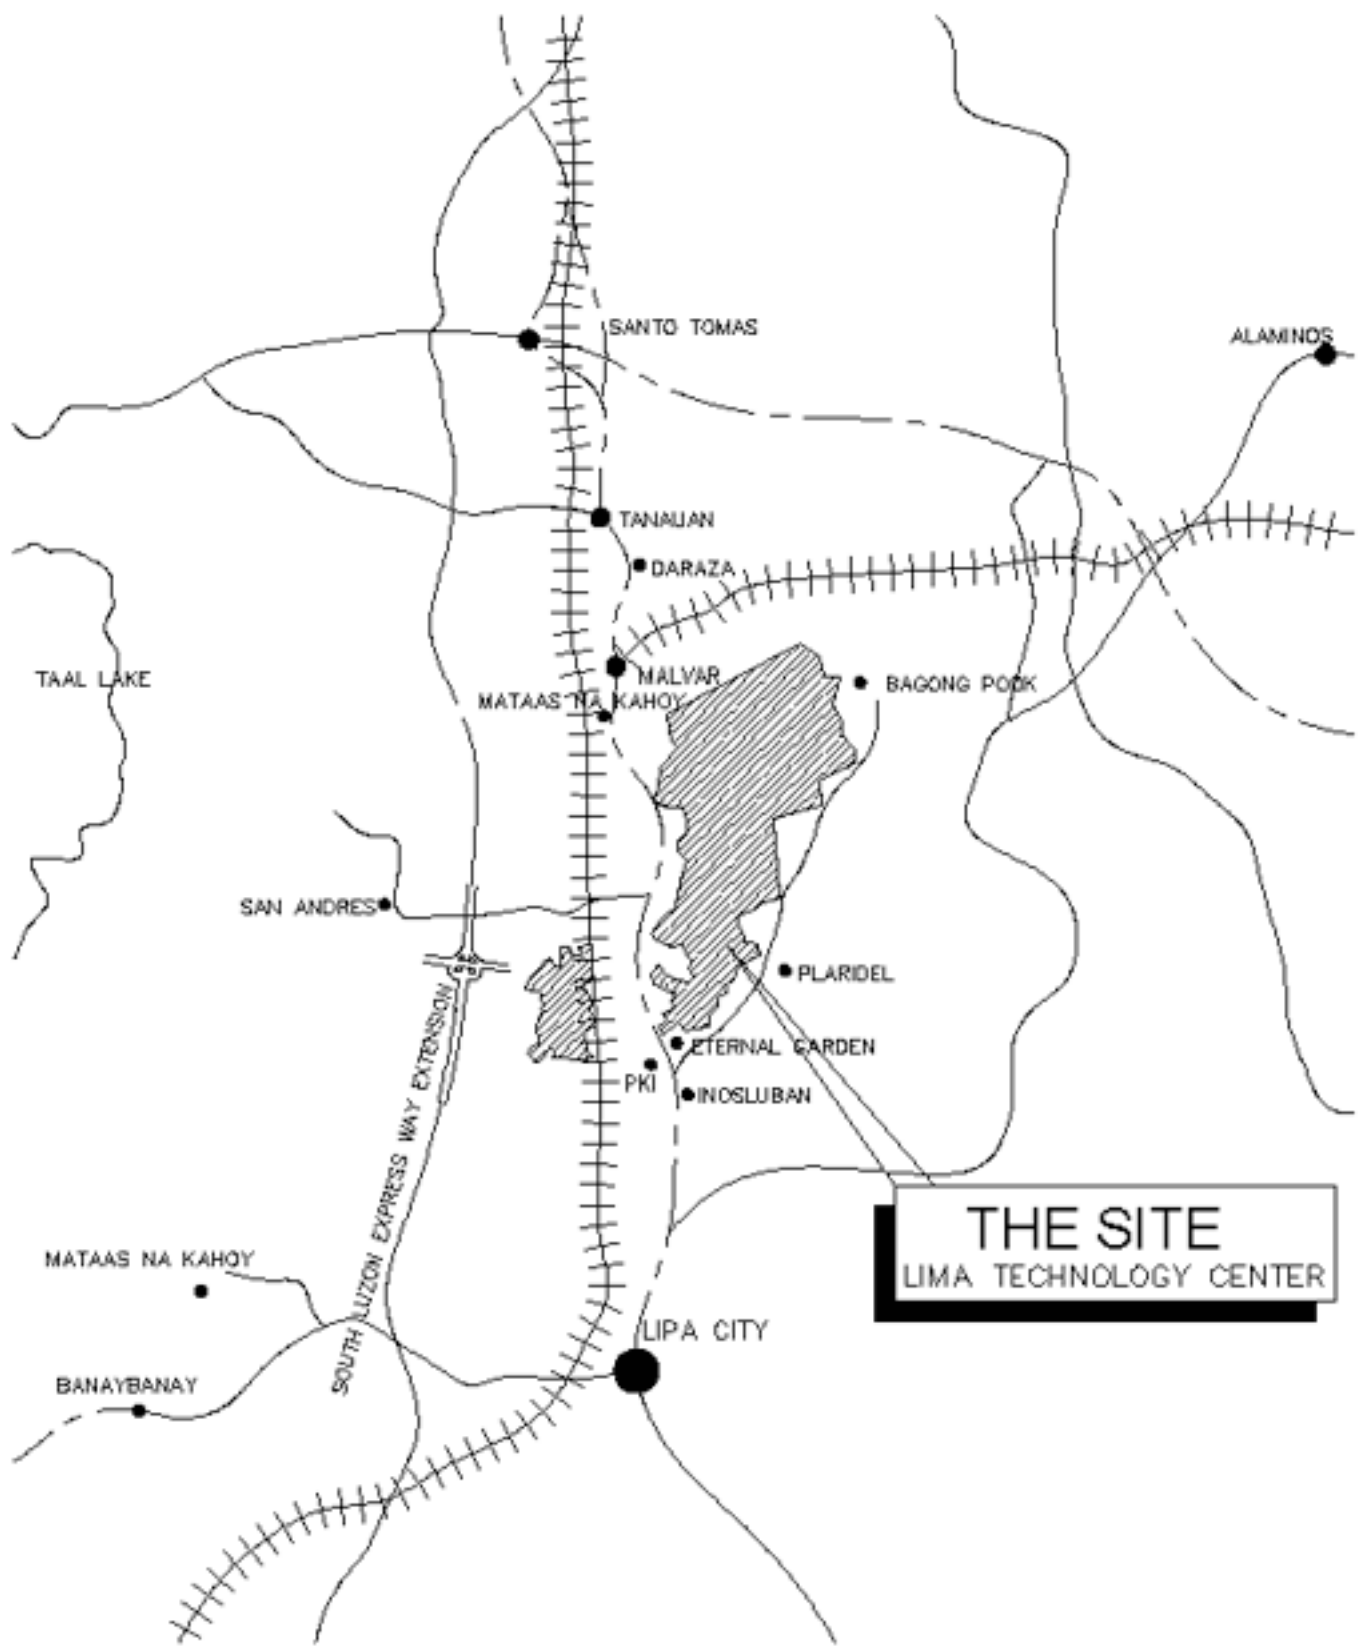 SANTO TOMAS
ALAMINOS
TANAUAN
DARAZA
TAAL LAKE
MALVAR
BAGONG POOK
MATAAS NA KAHOY
SAN ANDRES
PLARIDEL
SOUTH LUZON EXPRESS WAY EXTENSION
ETERNAL GARDEN
PKI
INOSLUBAN
THE SITE
LIMA TECHNOLOGY CENTER
MATAAS NA KAHOY
LIPA CITY
BANAYBANAY